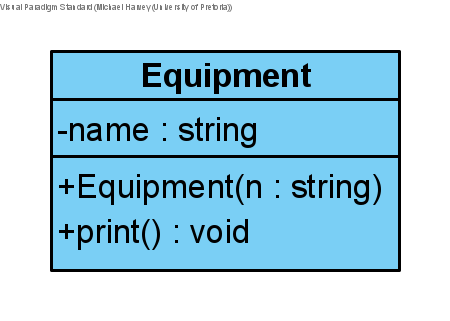 Visual Paradigm Standard (Michael Harvey (University of Pretoria))
Equipment
-name : string
+Equipment(n : string)
+print() : void